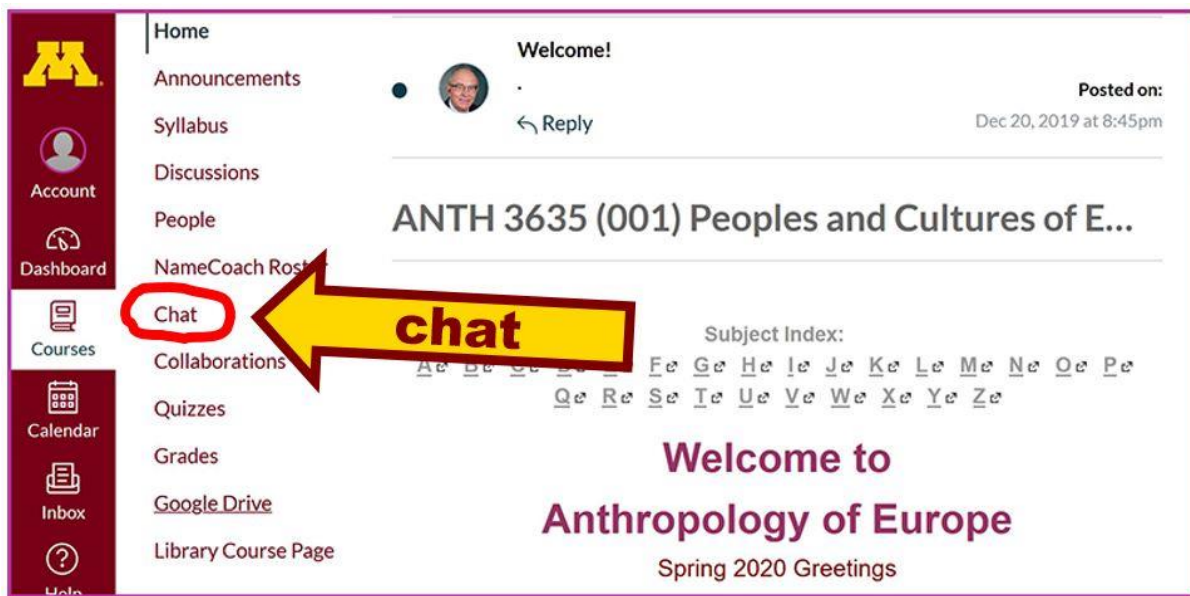 M
Account
Dashboard
Courses
Calendar
Inbox
Help
Home
Announcements
Syllabus
Discussions
People
NameCoach Roster
Chat
Collaborations
Quizzes
Grades
Google Drive
Library Course Page
chat
Welcome!
.
Reply
Posted on:
Dec 20, 2019 at 8:45pm
ANTH 3635 (001) Peoples and Cultures of E...
Subject Index:
A B C D F G H I J K L M N O P
Q R S T U V W X Y Z
Welcome to
Anthropology of Europe
Spring 2020 Greetings